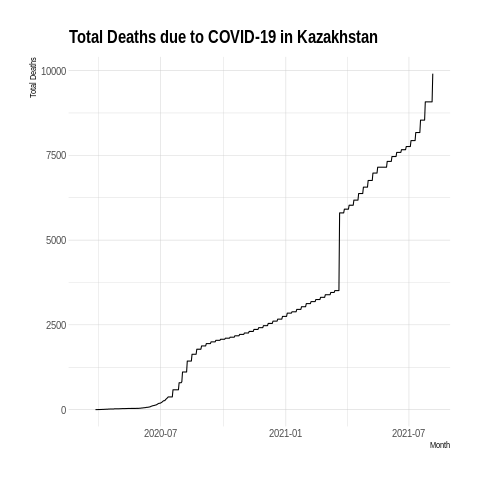 Total Deaths due to COVID-19 in Kazakhstan
Total Deaths
10000
7500
5000
2500
0
2020-07
2021-01
2021-07
Month